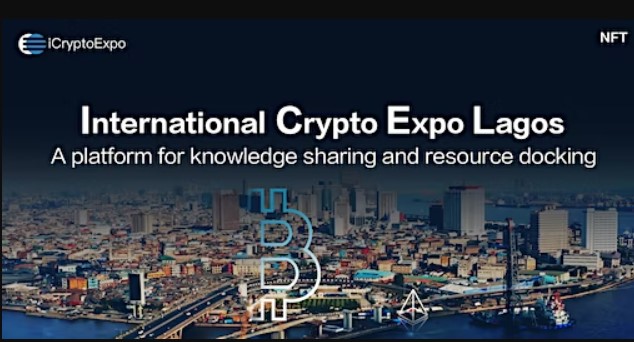 iCryptoExpo
NFT
International Crypto Expo Lagos
A platform for knowledge sharing and resource docking